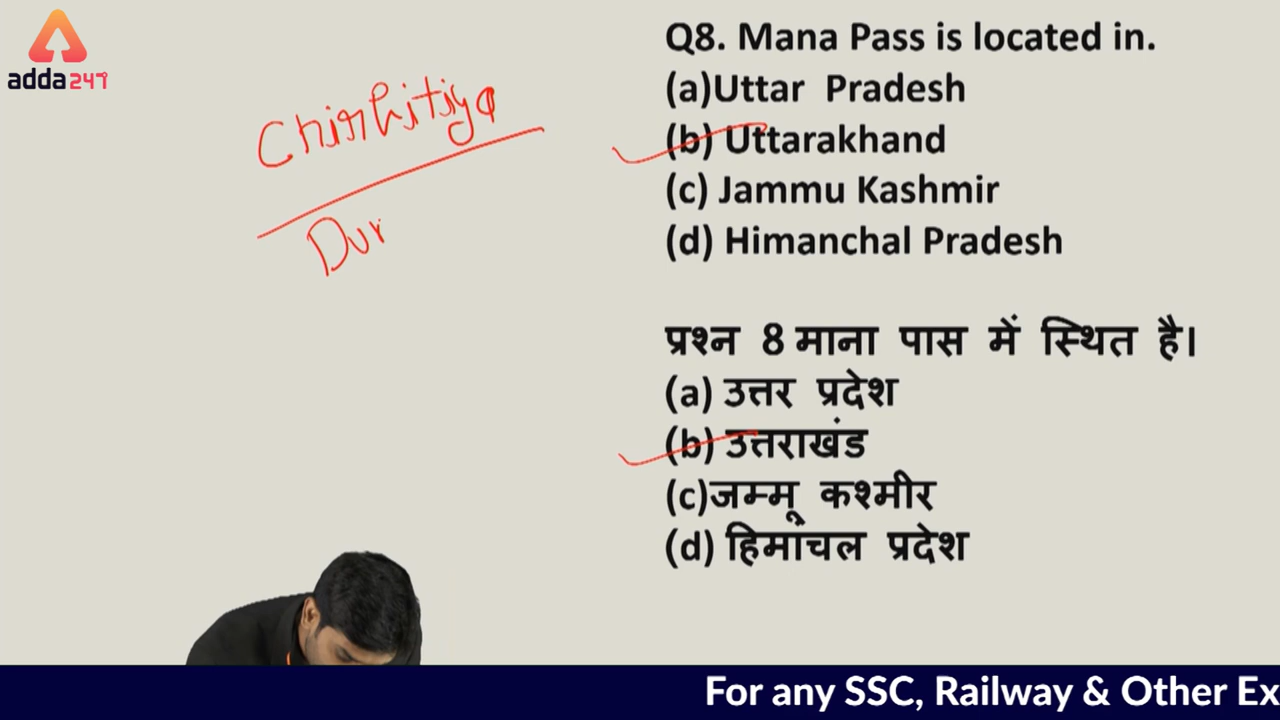 adda247
Chirhitiya
Dur
Q8. Mana Pass is located in.
(a)Uttar Pradesh
(b) Uttarakhand
(c) Jammu Kashmir
(d) Himanchal Pradesh
प्रश्न 8 माना पास में स्थित है।
(a) उत्तर प्रदेश
(b) उत्तराखंड
(c)जम्मू कश्मीर
(d) हिमांचल प्रदेश
For any SSC, Railway & Other Ex